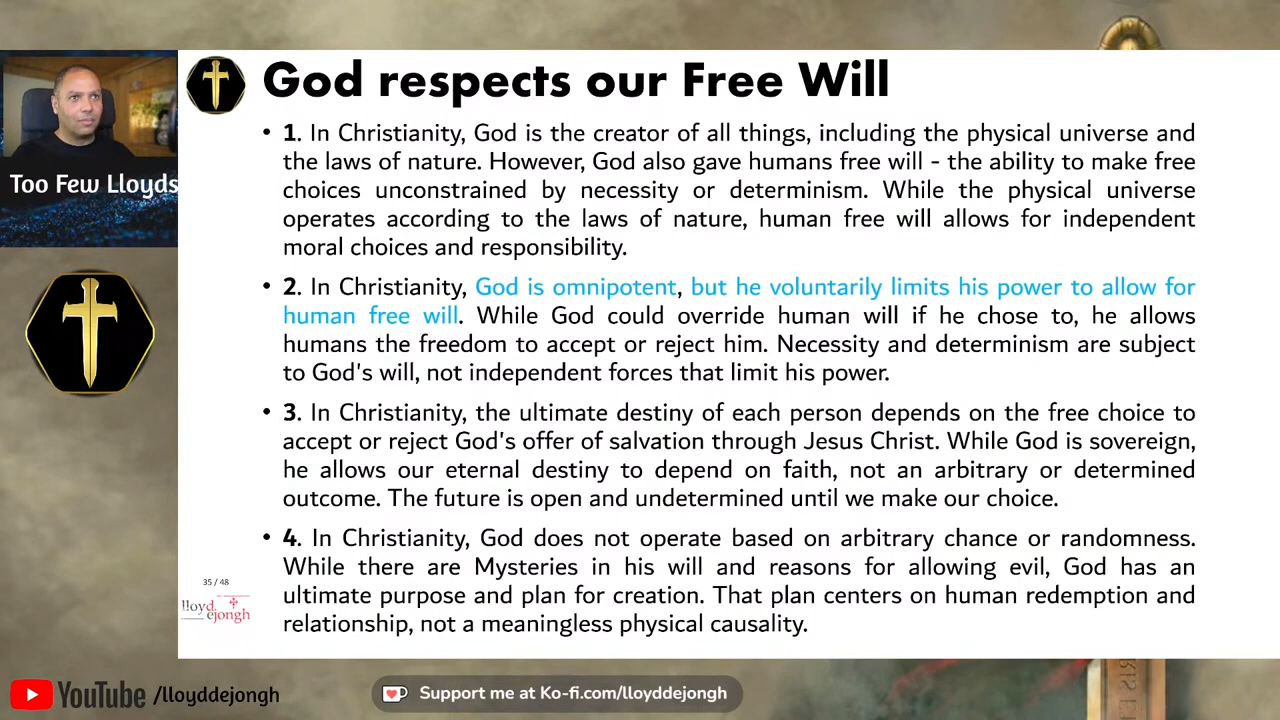 God respects our Free Will
Too Few Lloyds
• 1. In Christianity, God is the creator of all things, including the physical universe and
the laws of nature. However, God also gave humans free will - the ability to make free
choices unconstrained by necessity or determinism. While the physical universe
operates according to the laws of nature, human free will allows for independent
moral choices and responsibility.
• 2. In Christianity, God is omnipotent, but he voluntarily limits his power to allow for
human free will. While God could override human will if he chose to, he allows
humans the freedom to accept or reject him. Necessity and determinism are subject
to God's will, not independent forces that limit his power.
• 3. In Christianity, the ultimate destiny of each person depends on the free choice to
accept or reject God's offer of salvation through Jesus Christ. While God is sovereign,
he allows our eternal destiny to depend on faith, not an arbitrary or determined
outcome. The future is open and undetermined until we make our choice.
• 4. In Christianity, God does not operate based on arbitrary chance or randomness.
While there are Mysteries in his will and reasons for allowing evil, God has an
ultimate purpose and plan for creation. That plan centers on human redemption and
relationship, not a meaningless physical causality.
35 / 48
lloyd
ejongh
YouTube /lloyddejongh
Support me at Ko-fi.com/lloyddejongh